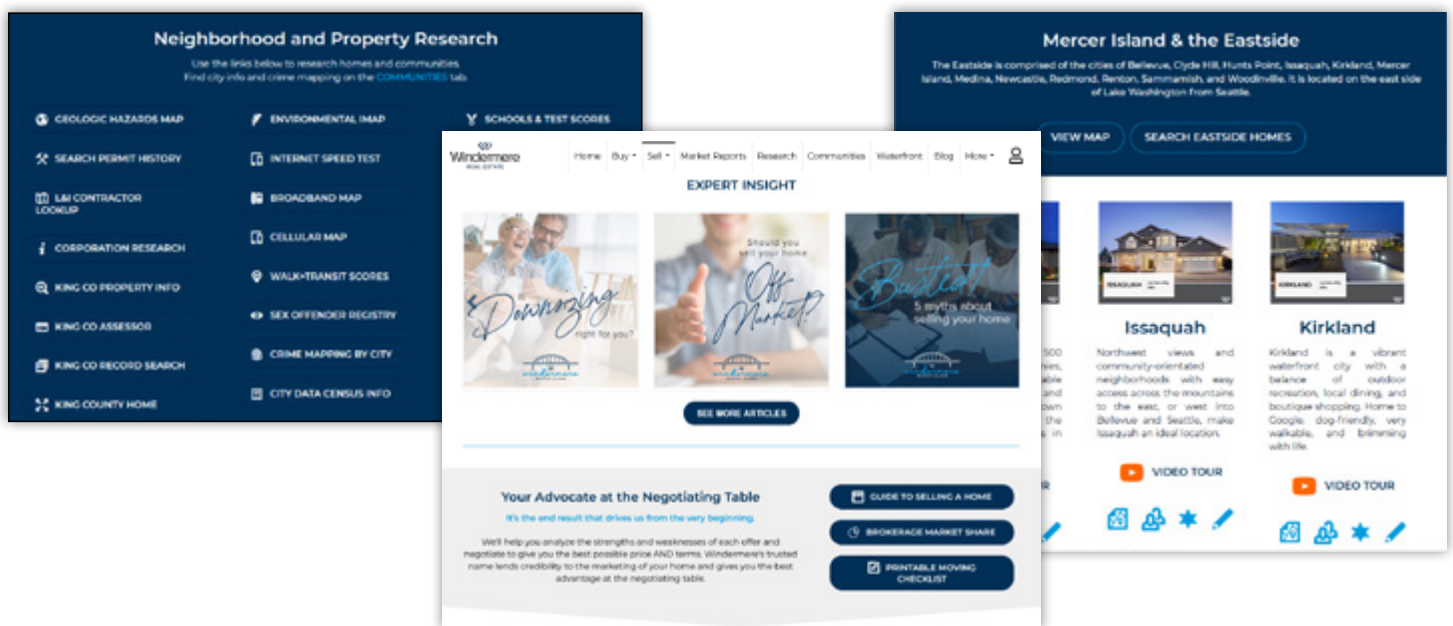 Neighborhood and Property Research
Use the links below to research homes and communities.
Find city info and crime mapping on the COMMUNITIES tab.
GEOLOGIC HAZARDS MAP
SEARCH PERMIT HISTORY
L&I CONTRACTOR
LOOKUP
CORPORATION RESEARCH
KING CO PROPERTY INFO
KING CO ASSESSOR
KING CO RECORD SEARCH
KING COUNTY HOME
ENVIRONMENTAL IMAP
INTERNET SPEED TEST
BROADBAND MAP
CELLULAR MAP
WALK+TRANSIT SCORES
SEX OFFENDER REGISTRY
CRIME MAPPING BY CITY
CITY DATA CENSUS INFO
SCHOOLS & TEST SCORES
Windermere
REAL ESTATE
Home Buy Sell Market Reports Research Communities Waterfront Blog More
EXPERT INSIGHT
Downsizing
right for you?
windermere
MERCER ISLAND
Should you
sell your home
Off
Market?
windermere
MERCER ISLAND
Busted!
5 myths about
selling your home
windermere
MERCER ISLAND
SEE MORE ARTICLES
Your Advocate at the Negotiating Table
It's the end result that drives us from the very beginning.
We'll help you analyze the strengths and weaknesses of each offer and
negotiate to give you the best possible price AND terms. Windermere's trusted
name lends credibility to the marketing of your home and gives you the best
advantage at the negotiating table.
GUIDE TO SELLING A HOME
BROKERAGE MARKET SHARE
PRINTABLE MOVING
CHECKLIST
Mercer Island & the Eastside
The Eastside is comprised of the cities of Bellevue, Clyde Hill, Hunts Point, Issaquah, Kirkland, Mercer
Island, Medina, Newcastle, Redmond, Renton, Sammamish, and Woodinville. It is located on the east side
of Lake Washington from Seattle.
VIEW MAP
SEARCH EASTSIDE HOMES
ISSAQUAH
Issaquah
Northwest views and
community-orientated
neighborhoods with easy
access across the mountains
to the east, or west into
Bellevue and Seattle, make
Issaquah an ideal location.
VIDEO TOUR
KIRKLAND
Kirkland
Kirkland is a vibrant
waterfront city with a
balance of outdoor
recreation, local dining, and
boutique shopping. Home to
Google, dog-friendly, very
walkable, and brimming
with life.
VIDEO TOUR